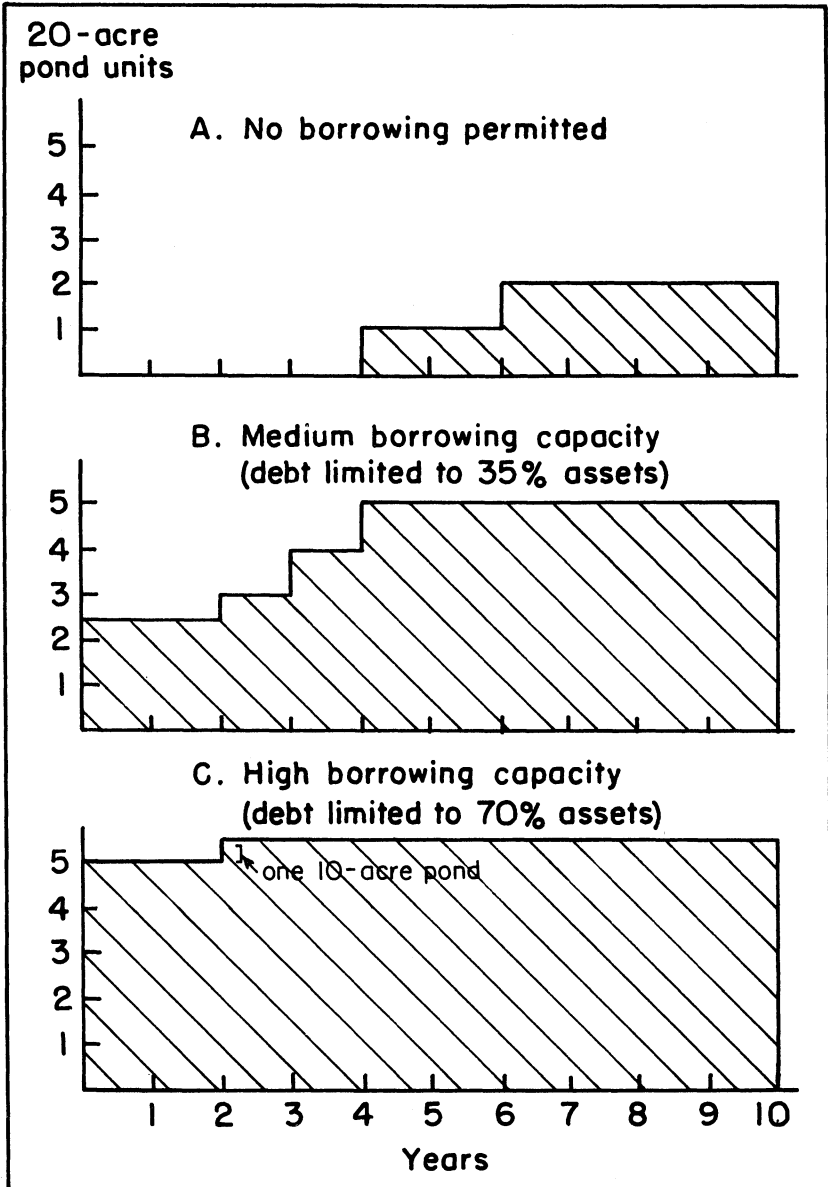 20-acre
pond units
A. No borrowing permitted
5
4
3
2
1
B. Medium borrowing capacity
(debt limited to 35% assets)
5
4
3
2
1
C. High borrowing capacity
(debt limited to 70% assets)
5
one 10-acre pond
4
3
2
1
1 2 3 4 5 6 7 8 9 10
Years